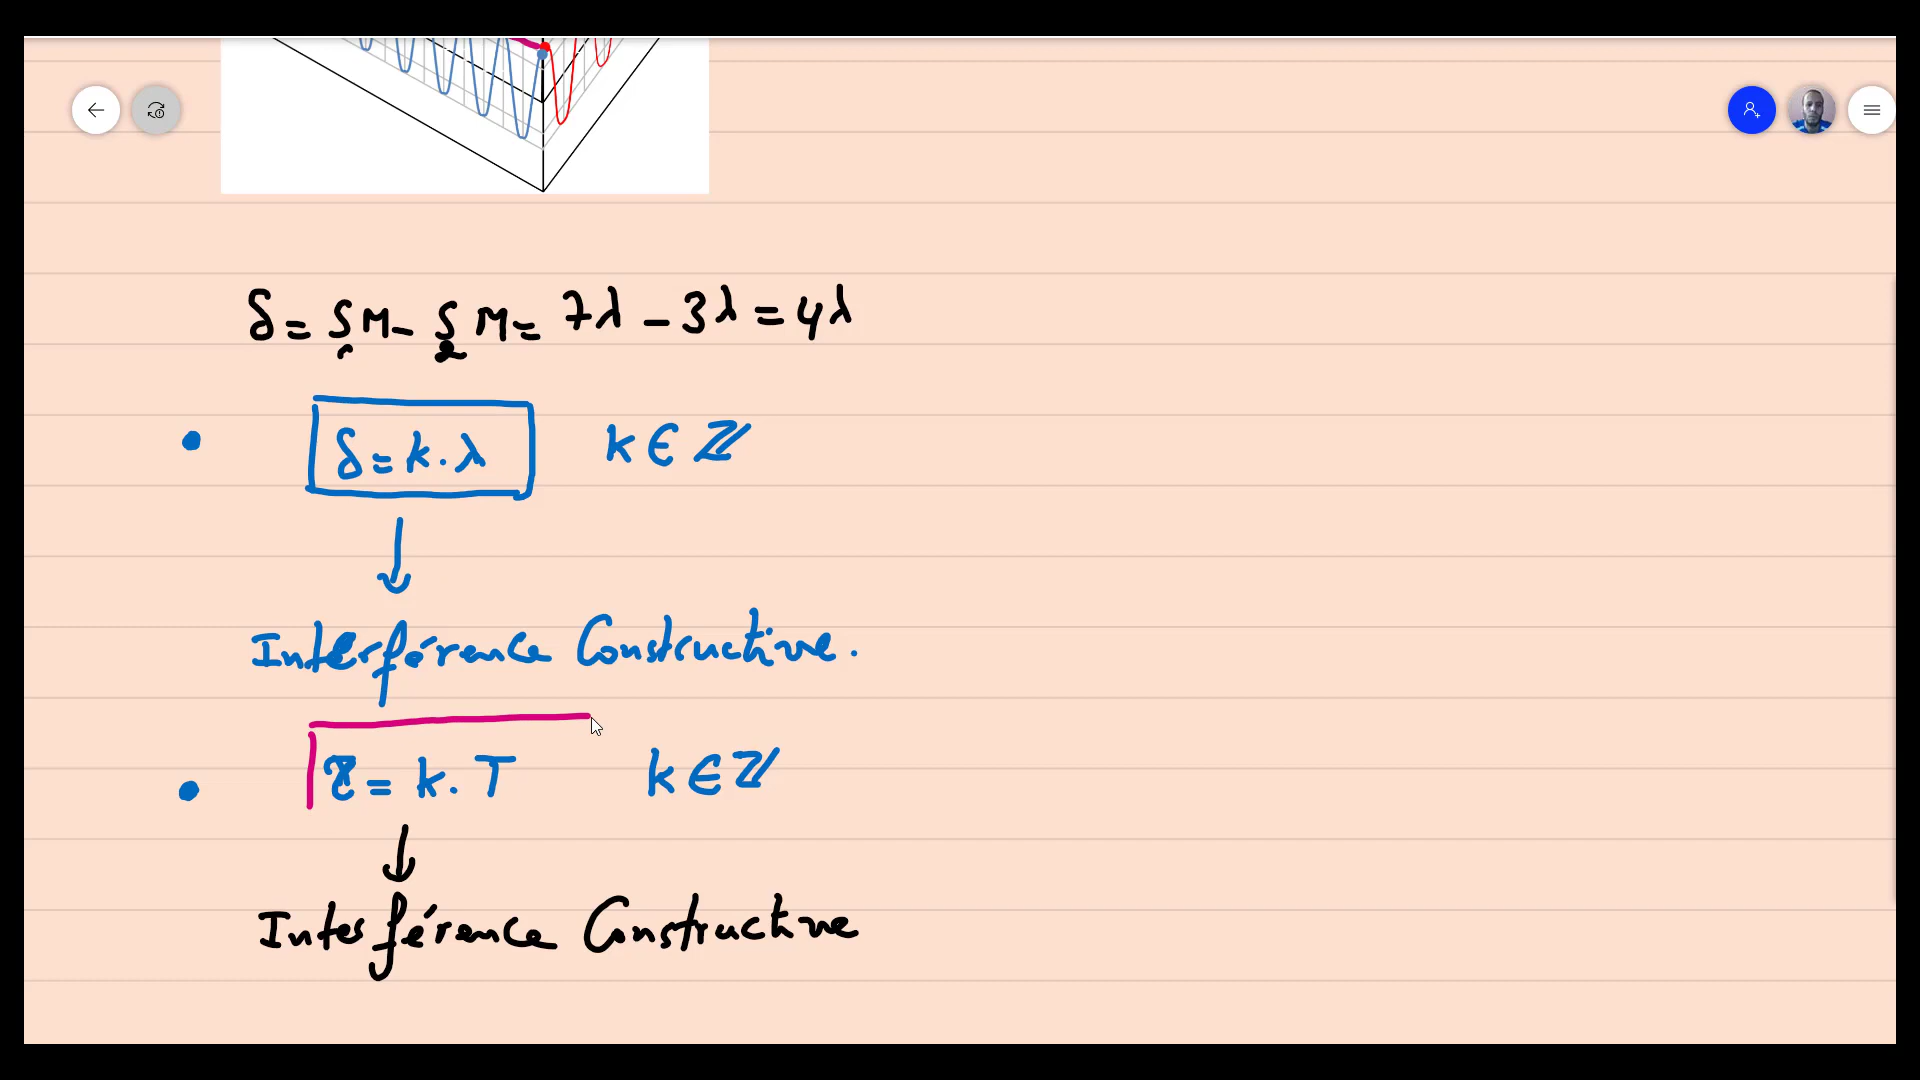 δ = S₁M - S₂M = 7λ - 3λ = 4λ
• δ = k.λ k ∈ ℤ
↓
Interférence Constructive.
• τ = k.T k ∈ ℤ
↓
Interférence Constructive